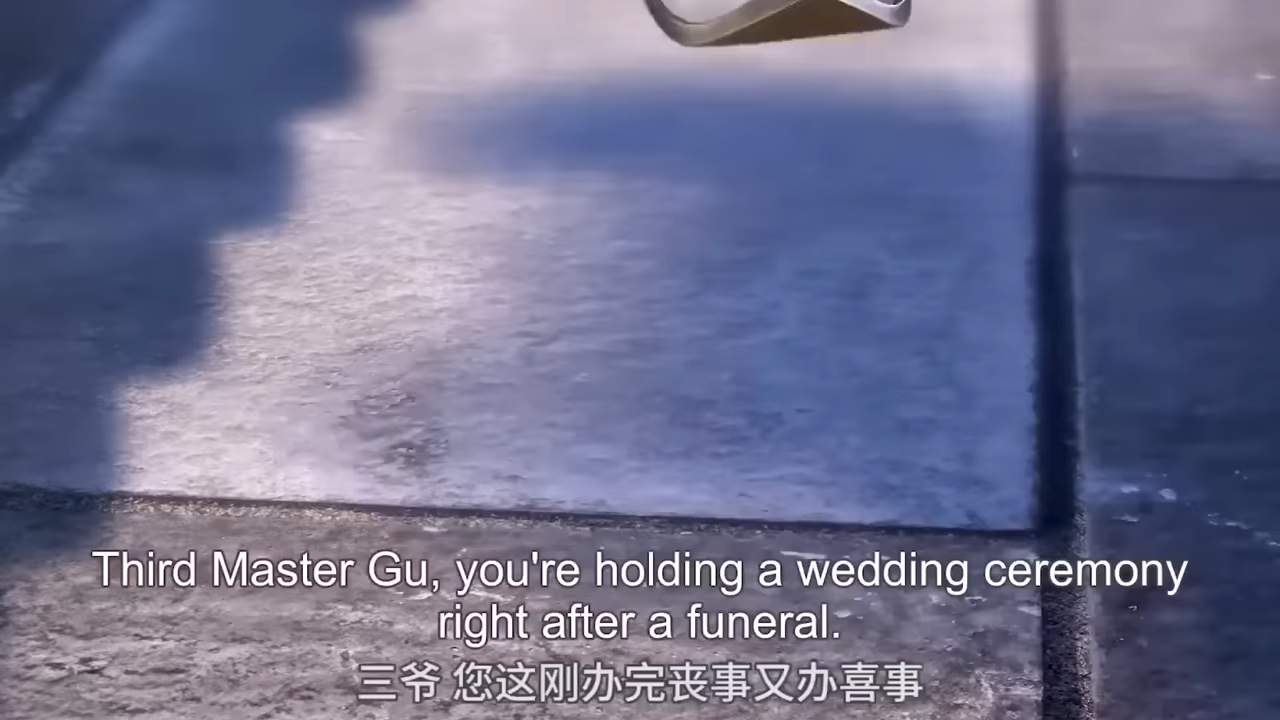 Third Master Gu, you're holding a wedding ceremony
right after a funeral.
三爷 您这刚办完丧事又办喜事